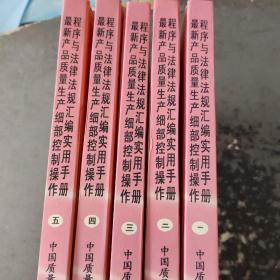 最新产品质量生产细部控制操作
程序与法律法规汇编实用手册
五
中国质量
最新产品质量生产细部控制操作
程序与法律法规汇编实用手册
四
中国质量
最新产品质量生产细部控制操作
程序与法律法规汇编实用手册
三
中国质量
最新产品质量生产细部控制操作
程序与法律法规汇编实用手册
二
中国质
最新产品质量生产细部控制操作
程序与法律法规汇编实用手册
一
中国质